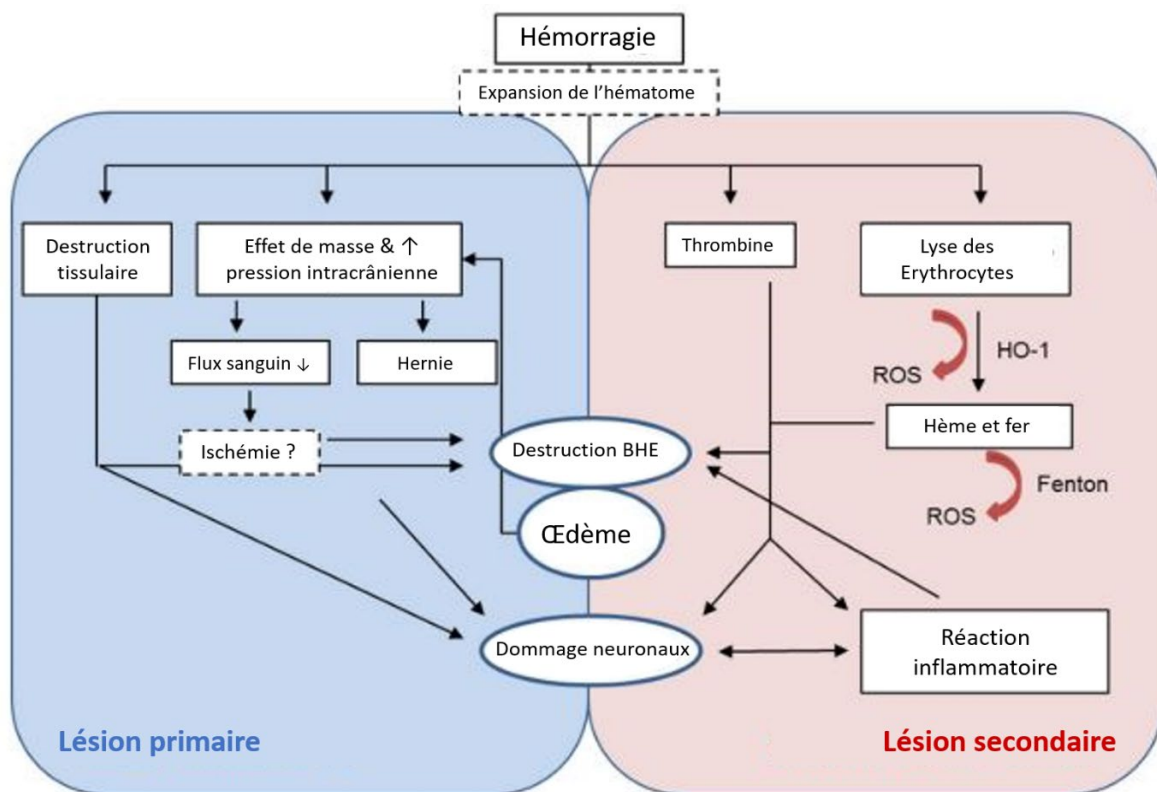 Hémorragie
Expansion de l'hématome
Destruction
tissulaire
Effet de masse & ↑
pression intracrânienne
Thrombine
Lyse des
Erythrocytes
Flux sanguin ↓
Hernie
ROS
HO-1
Ischémie ?
Destruction BHE
Hème et fer
ROS
Fenton
Œdème
Dommage neuronaux
Réaction
inflammatoire
Lésion primaire
Lésion secondaire